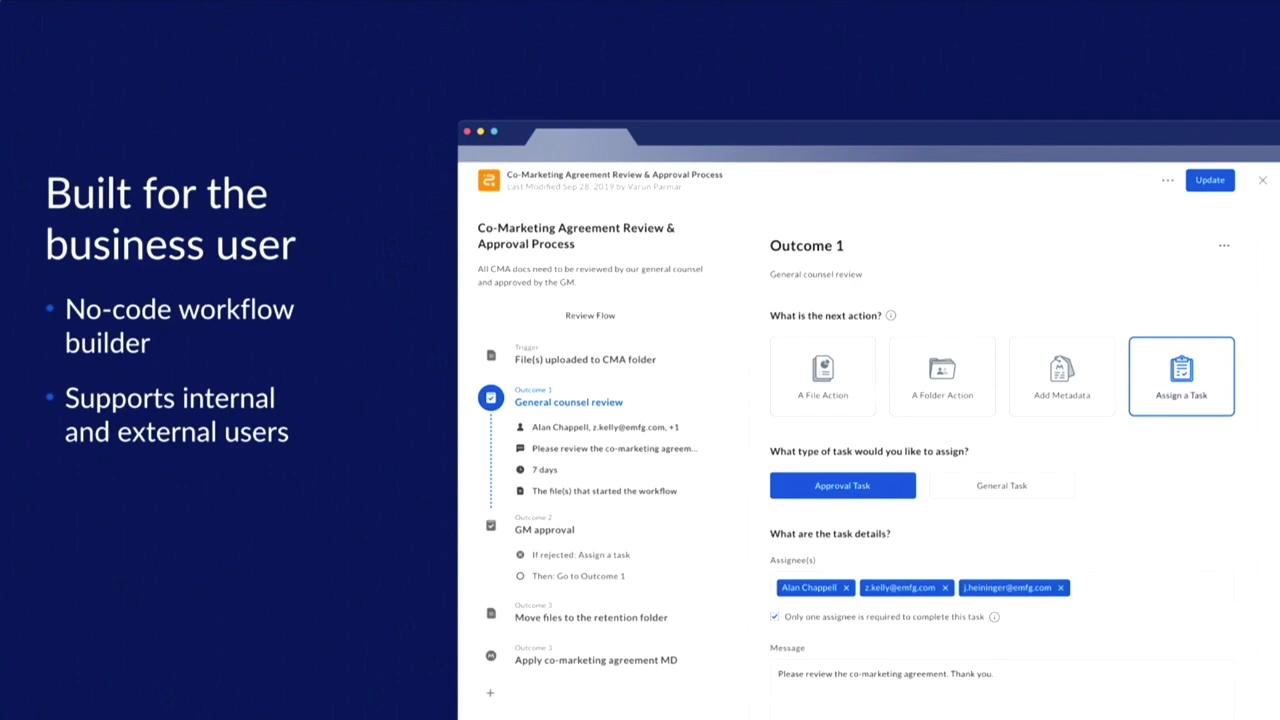 Built for the
business user
• No-code workflow
builder
• Supports internal
and external users
Co-Marketing Agreement Review & Approval Process
Last Modified Sep 28, 2019 by Varun Parmar
Update
Co-Marketing Agreement Review &
Approval Process
All CMA docs need to be reviewed by our general counsel
and approved by the GM.
Review Flow
Trigger
File(s) uploaded to CMA folder
Outcome 1
General counsel review
Alan Chappell, z.kelly@emfg.com, +1
Please review the co-marketing agreem...
7 days
The file(s) that started the workflow
Outcome 2
GM approval
If rejected: Assign a task
Then: Go to Outcome 1
Outcome 3
Move files to the retention folder
Outcome 3
Apply co-marketing agreement MD
Outcome 1
General counsel review
What is the next action?
A File Action
A Folder Action
Add Metadata
Assign a Task
What type of task would you like to assign?
Approval Task
General Task
What are the task details?
Assignee(s)
Alan Chappell
z.kelly@emfg.com
j.heininger@emfg.com
Only one assignee is required to complete this task
Message
Please review the co-marketing agreement. Thank you.